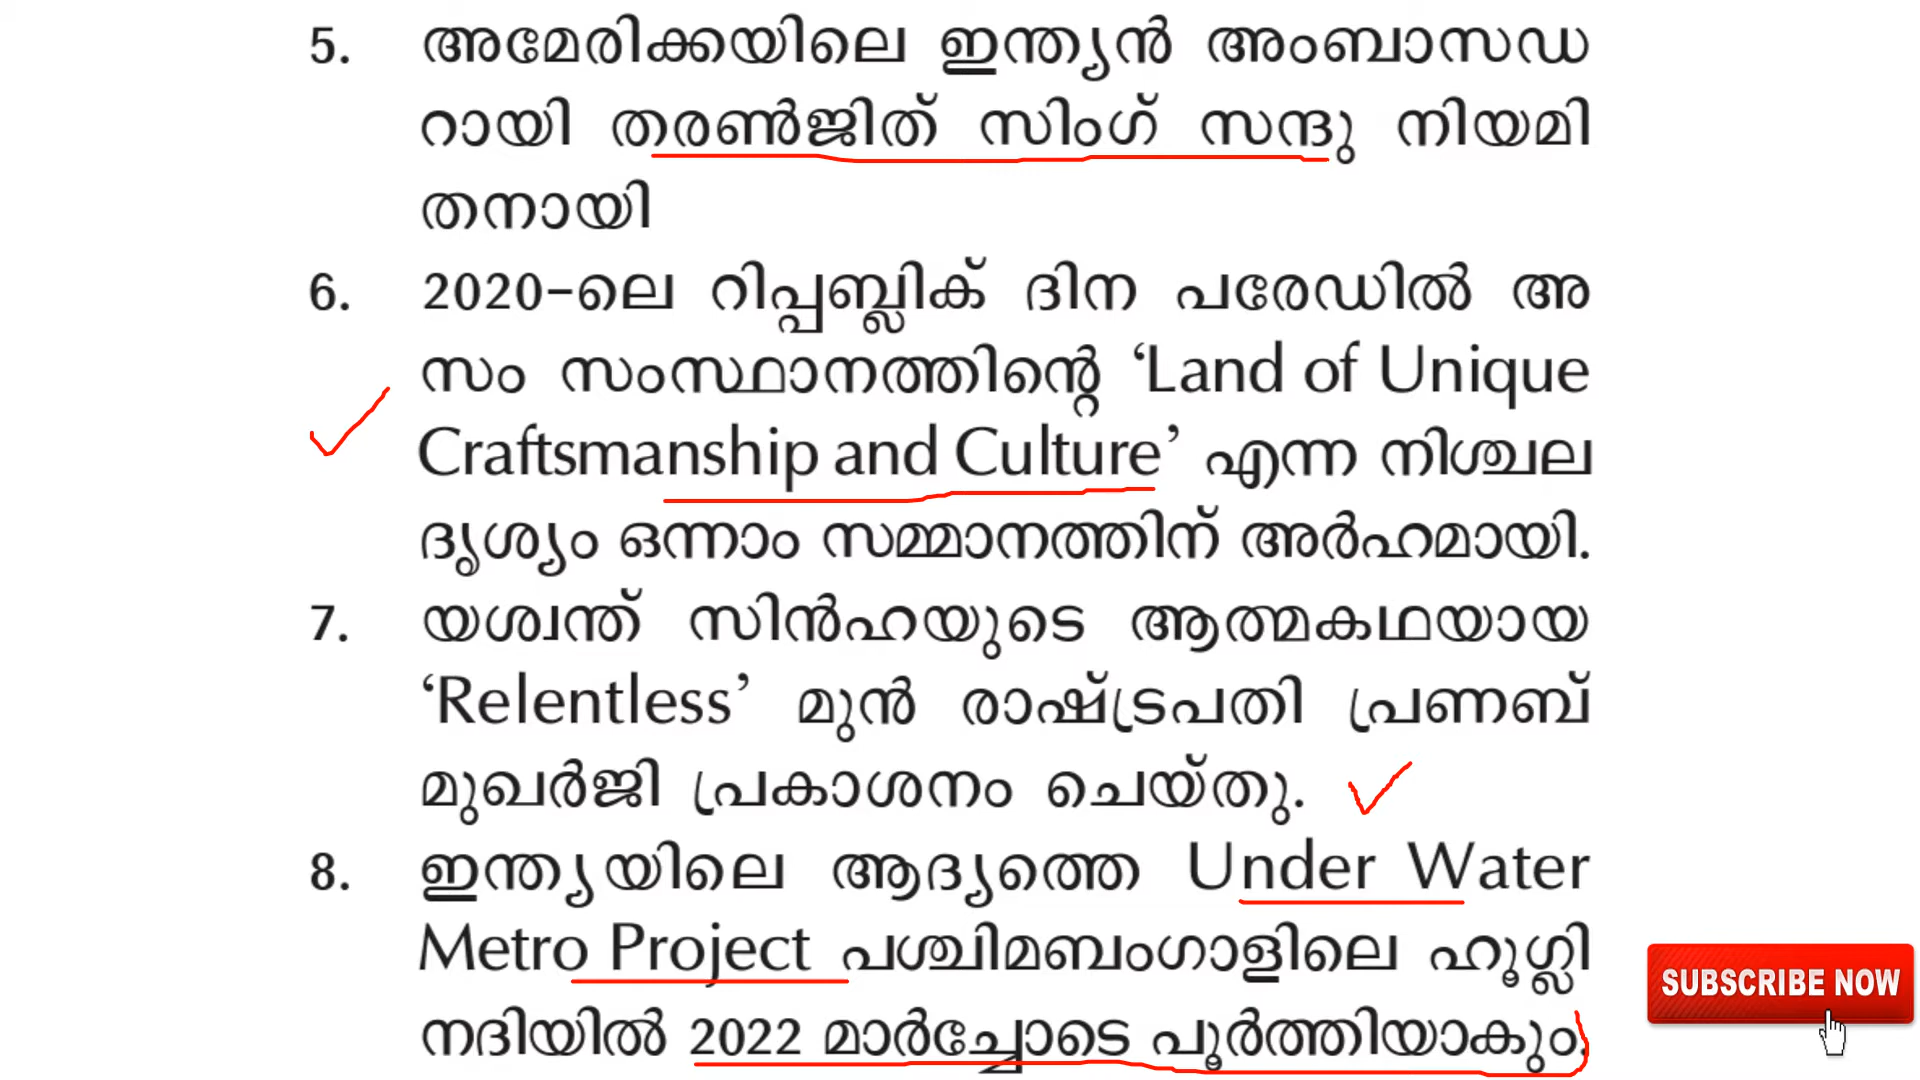 5. അമേരിക്കയിലെ ഇന്ത്യൻ അംബാസഡ
റായി തരൺജിത് സിംഗ് സന്ദു നിയമി
തനായി
6. 2020-ലെ റിപ്പബ്ലിക് ദിന പരേഡിൽ അ
സം സംസ്ഥാനത്തിന്റെ ‘Land of Unique
Craftsmanship and Culture’ എന്ന നിശ്ചല
ദൃശ്യം ഒന്നാം സമ്മാനത്തിന് അർഹമായി.
7. യശ്വന്ത് സിൻഹയുടെ ആത്മകഥയായ
‘Relentless’ മുൻ രാഷ്ട്രപതി പ്രണബ്
മുഖർജി പ്രകാശനം ചെയ്തു.
8. ഇന്ത്യയിലെ ആദ്യത്തെ Under Water
Metro Project പശ്ചിമബംഗാളിലെ ഹൂഗ്ലി
നദിയിൽ 2022 മാർച്ചോടെ പൂർത്തിയാകും.
SUBSCRIBE NOW